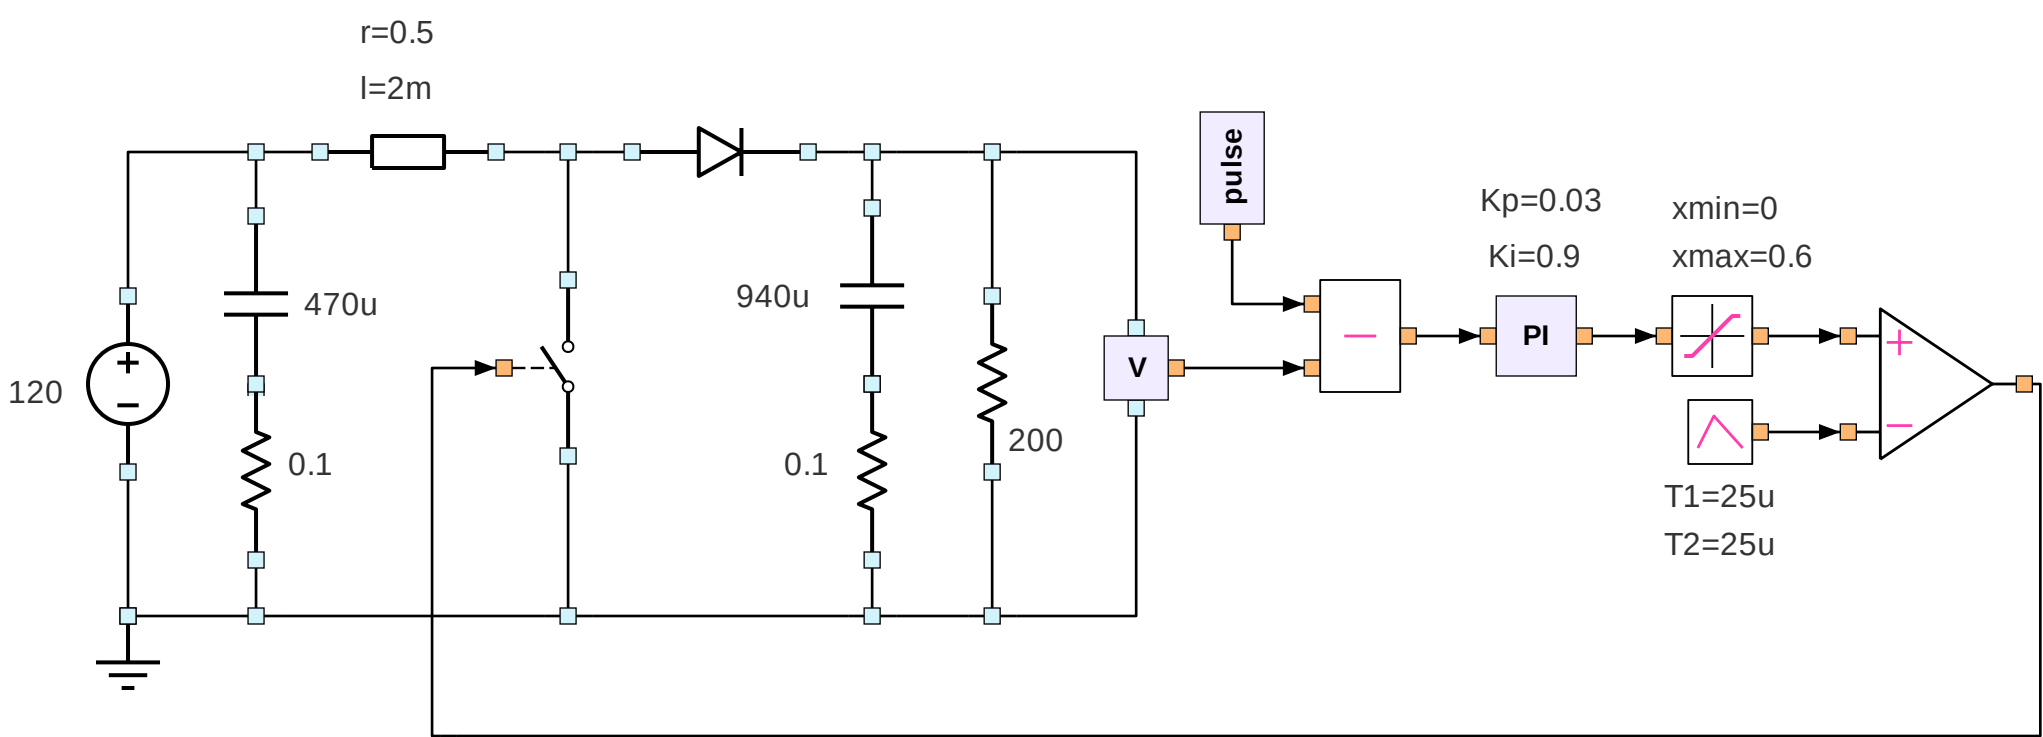 r=0.5
l=2m
120
470u
0.1
940u
0.1
200
V
pulse
Kp=0.03
Ki=0.9
PI
xmin=0
xmax=0.6
T1=25u
T2=25u